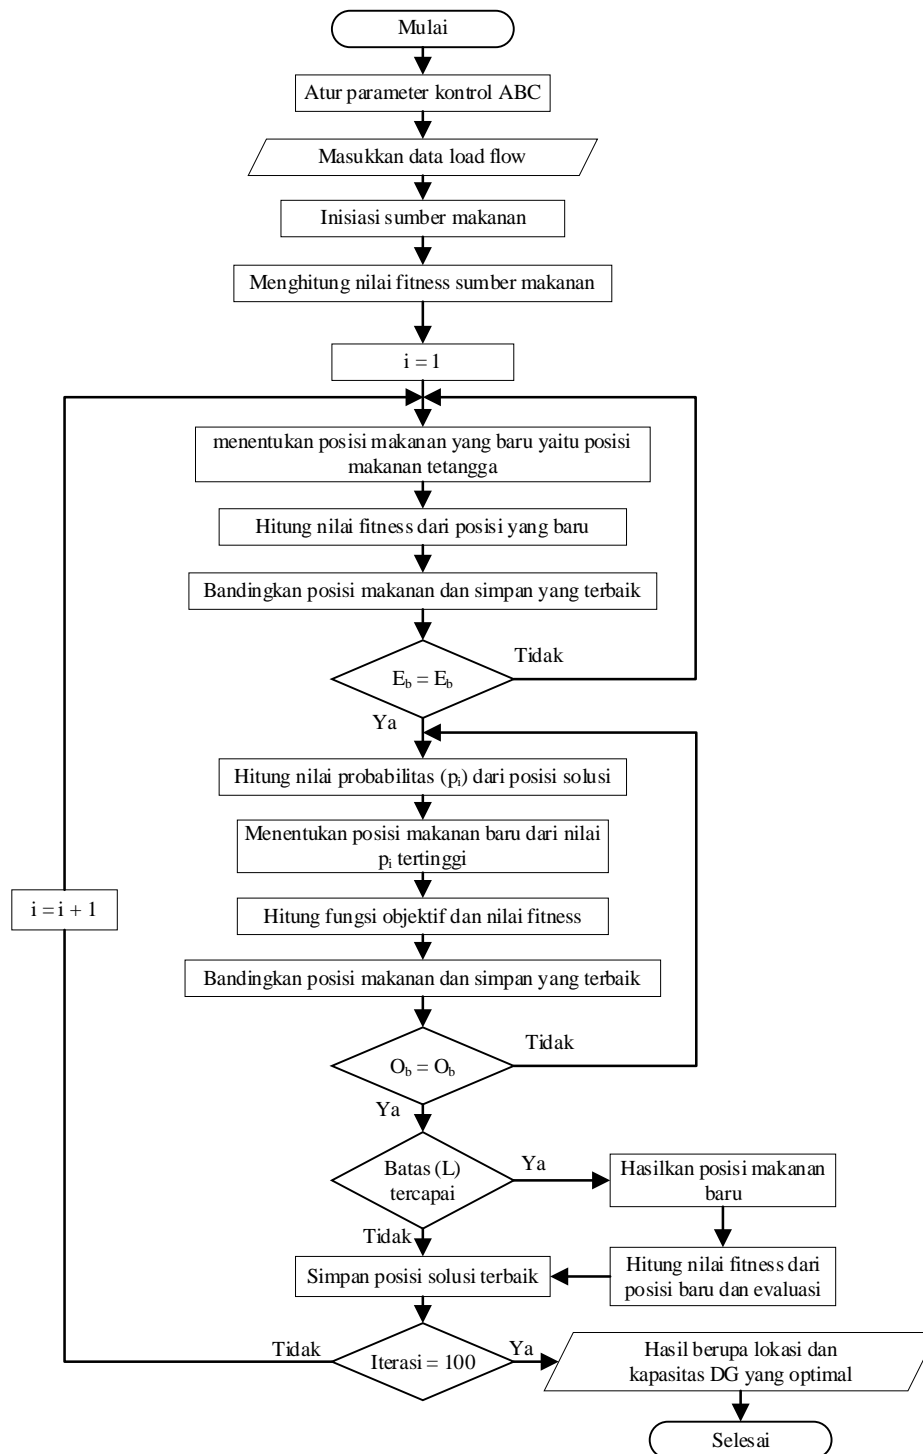 Mulai
Atur parameter kontrol ABC
Masukkan data load flow
Inisiasi sumber makanan
Menghitung nilai fitness sumber makanan
i = 1
menentukan posisi makanan yang baru yaitu posisi
makanan tetangga
Hitung nilai fitness dari posisi yang baru
Bandingkan posisi makanan dan simpan yang terbaik
Tidak
E_b = E_b
Ya
Hitung nilai probabilitas (p_i) dari posisi solusi
Menentukan posisi makanan baru dari nilai
p_i tertinggi
i = i + 1
Hitung fungsi objektif dan nilai fitness
Bandingkan posisi makanan dan simpan yang terbaik
Tidak
O_b = O_b
Ya
Batas (L)
tercapai
Ya
Hasilkan posisi makanan
baru
Tidak
Hitung nilai fitness dari
posisi baru dan evaluasi
Simpan posisi solusi terbaik
Tidak
Iterasi = 100
Ya
Hasil berupa lokasi dan
kapasitas DG yang optimal
Selesai